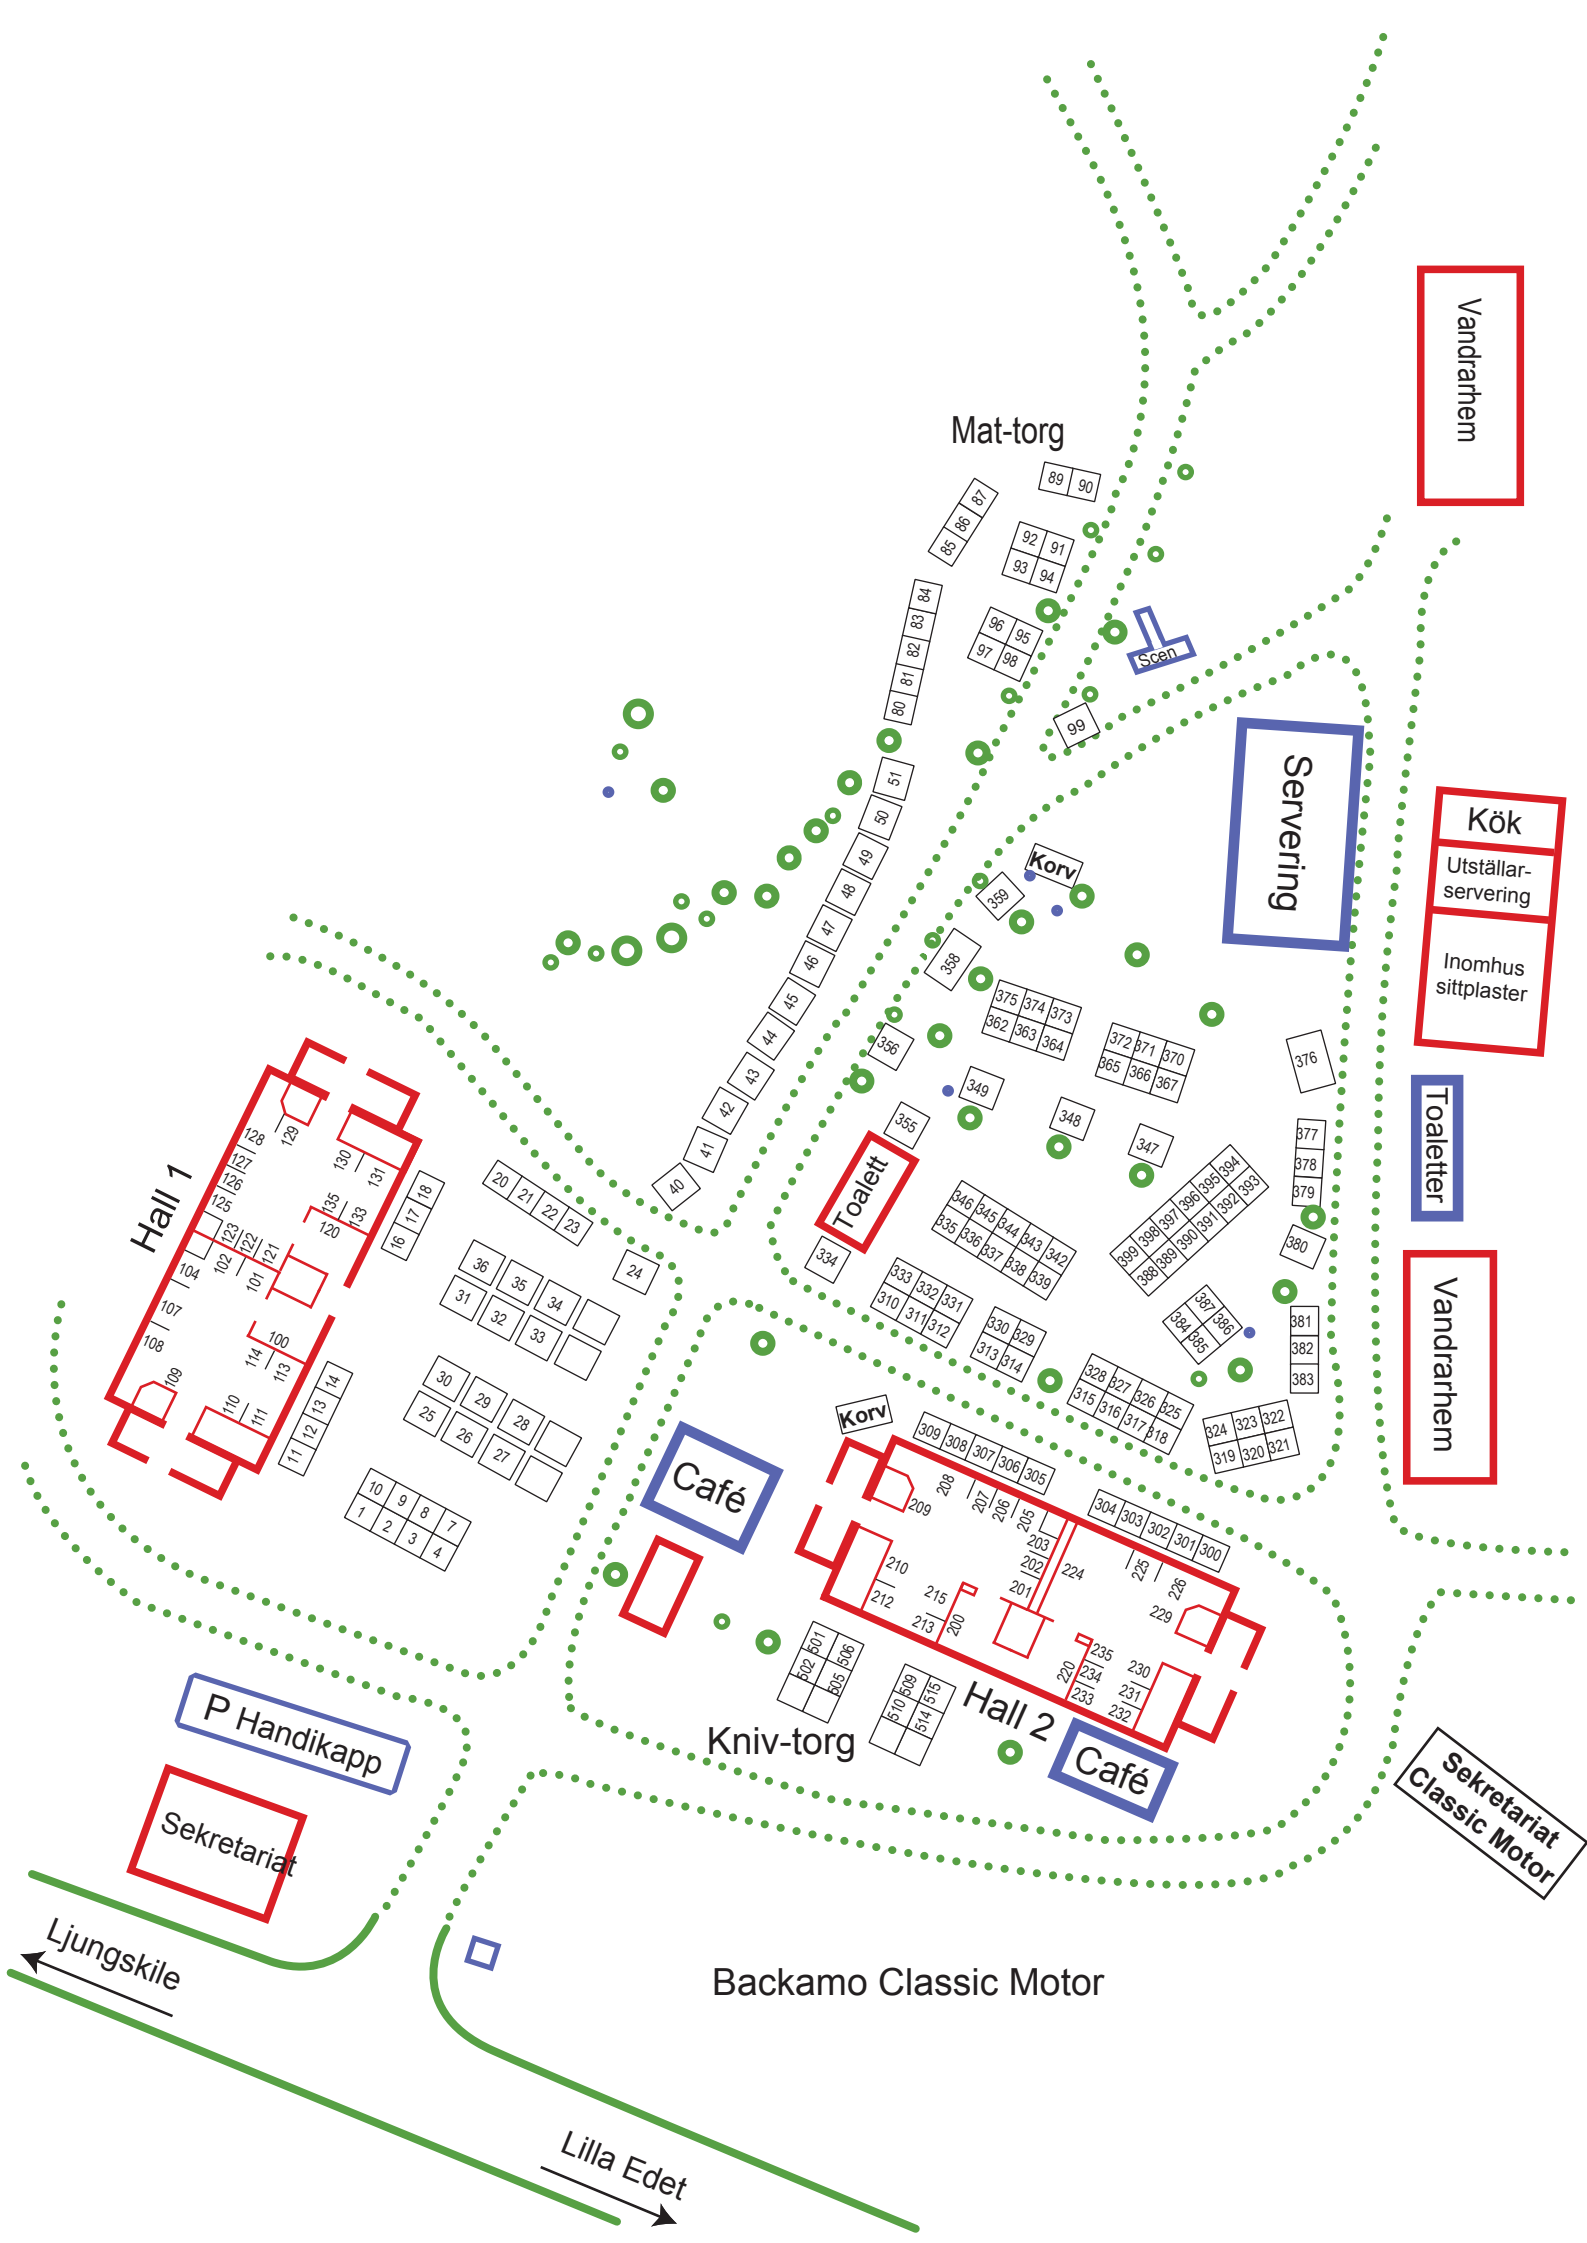 Vandrarhem
Mat-torg
89 90
87
86
85
92 91
93 94
84
83
82
81
80
96 95
97 98
Scen
99
Servering
51
50
49
48
47
46
45
44
43
42
41
40
Korv
359
358
356
355
Kök
Utställar-
servering
Inomhus
sittplaster
375 374 373
362 363 364
372 371 370
365 366 367
376
349
348
347
Toaletter
377
378
379
380
Toalett
334
346 345 344 343 342
335 336 337 338 339
394
395
396
397
398
399
393
392
391
390
389
388
Hall 1
128
127
126
125
129
130
131
135
133
120
123
122
121
102
101
104
107
108
100
114
113
109
110
111
18
17
16
20 21 22 23
24
36 35 34
31 32 33
30 29 28
25 26 27
14
13
12
11
10 9 8 7
1 2 3 4
333 332 331
310 311 312
330 329
313 314
387 386
384 385
381
382
383
Vandrarhem
328 327 326 325
315 316 317 318
324 323 322
319 320 321
Korv
309 308 307 306 305
304 303 302 301 300
Café
208
209
207
206
205
203
202
201
224
225
226
229
210
212
215
213
200
220
235
234
233
230
231
232
Hall 2
501 506
502 505
509 515
510 514
Kniv-torg
Café
P Handikapp
Sekretariat
Sekretariat
Classic Motor
Ljungskile
Backamo Classic Motor
Lilla Edet